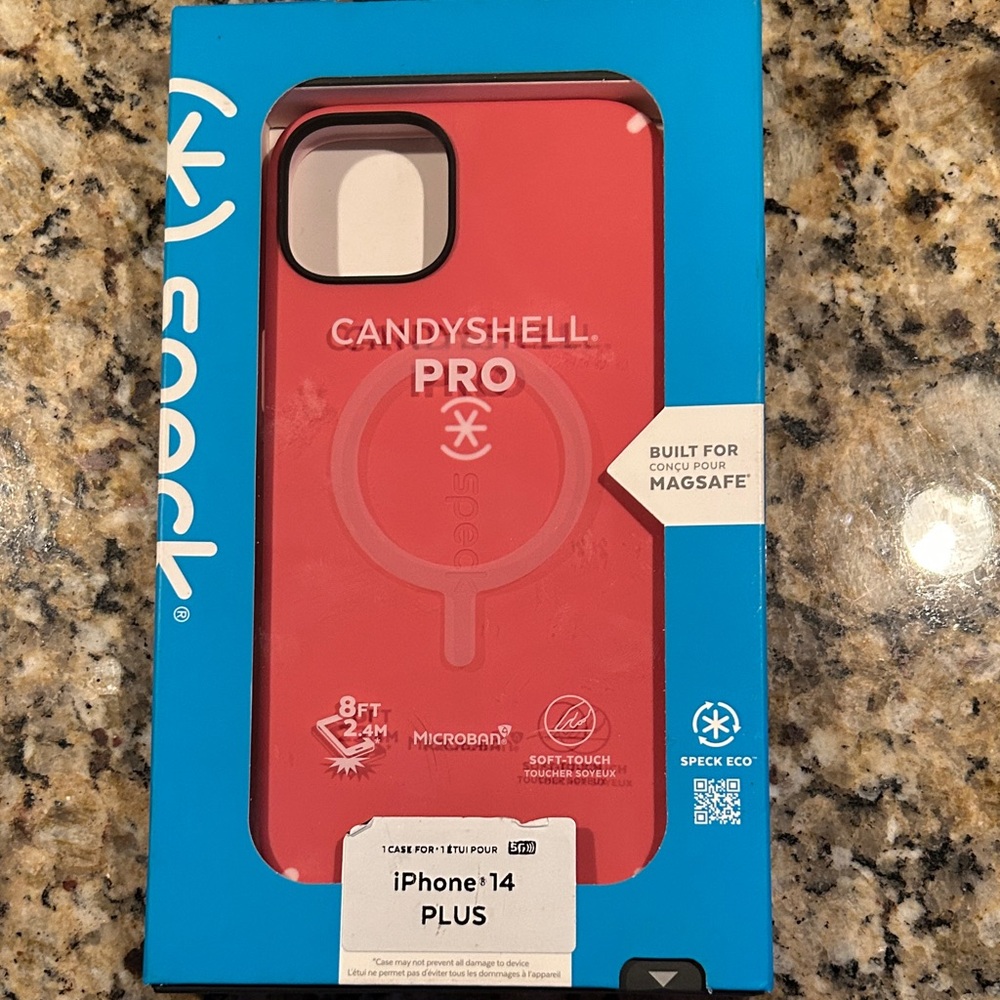 speck®
CANDYSHELL.
PRO
speck
BUILT FOR
CONÇU POUR
MAGSAFE®
8FT
2.4M
MICROBAN®
SOFT-TOUCH
TOUCHER SOYEUX
SPECK ECO™
1 CASE FOR • 1 ÉTUI POUR 5G
iPhone® 14
PLUS
*Case may not prevent all damage to device
L'étui ne permet pas d'éviter tous les dommages à l'appareil